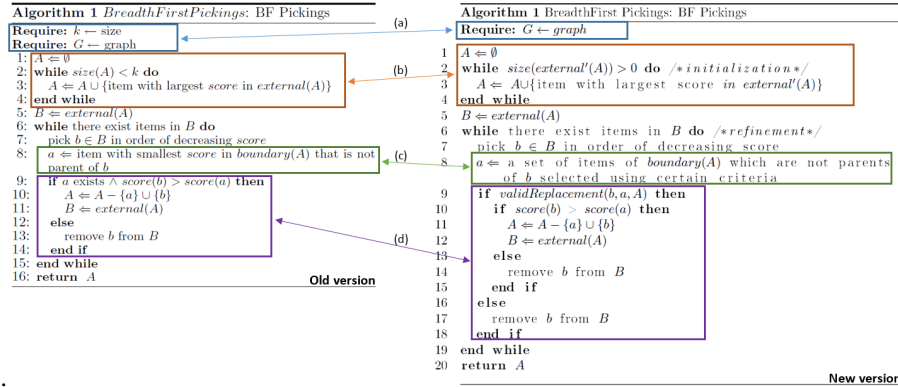 Algorithm 1 BreadthFirstPickings: BF Pickings
Require: k ← size
Require: G ← graph
1: A ⇐ ∅
2: while size(A) < k do
3: A ⇐ A ∪ {item with largest score in external(A)}
4: end while
5: B ⇐ external(A)
6: while there exist items in B do
7: pick b ∈ B in order of decreasing score
8: a ⇐ item with smallest score in boundary(A) that is not
parent of b
9: if a exists ∧ score(b) > score(a) then
10: A ⇐ A − {a} ∪ {b}
11: B ⇐ external(A)
12: else
13: remove b from B
14: end if
15: end while
16: return A
Old version
(a)
(b)
(c)
(d)
Algorithm 1 BreadthFirst Pickings: BF Pickings
Require: G ← graph
1 A ⇐ ∅
2 while size(external′(A)) > 0 do /*initialization*/
3 A ⇐ A∪{item with largest score in external′(A)}
4 end while
5 B ⇐ external(A)
6 while there exist items in B do /*refinement*/
7 pick b ∈ B in order of decreasing score
8 a ⇐ a set of items of boundary(A) which are not parents
of b selected using certain criteria
9 if validReplacement(b, a, A) then
10 if score(b) > score(a) then
11 A ⇐ A − {a} ∪ {b}
12 B ⇐ external(A)
13 else
14 remove b from B
15 end if
16 else
17 remove b from B
18 end if
19 end while
20 return A
New version